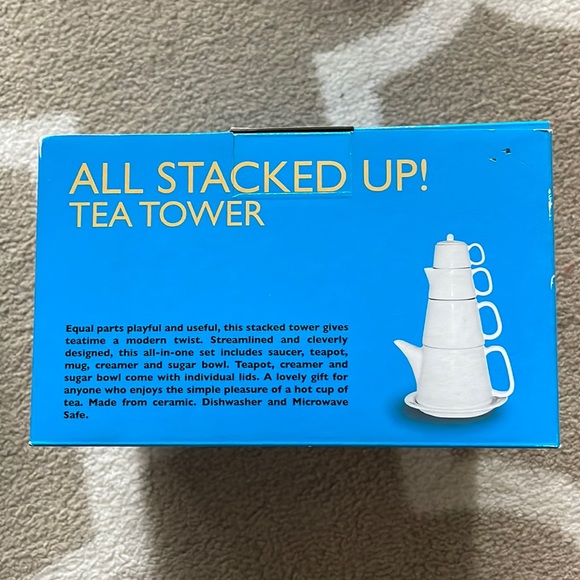 ALL STACKED UP!
TEA TOWER
Equal parts playful and useful, this stacked tower gives
teatime a modern twist. Streamlined and cleverly
designed, this all-in-one set includes saucer, teapot,
mug, creamer and sugar bowl. Teapot, creamer and
sugar bowl come with individual lids. A lovely gift for
anyone who enjoys the simple pleasure of a hot cup of
tea. Made from ceramic. Dishwasher and Microwave
Safe.